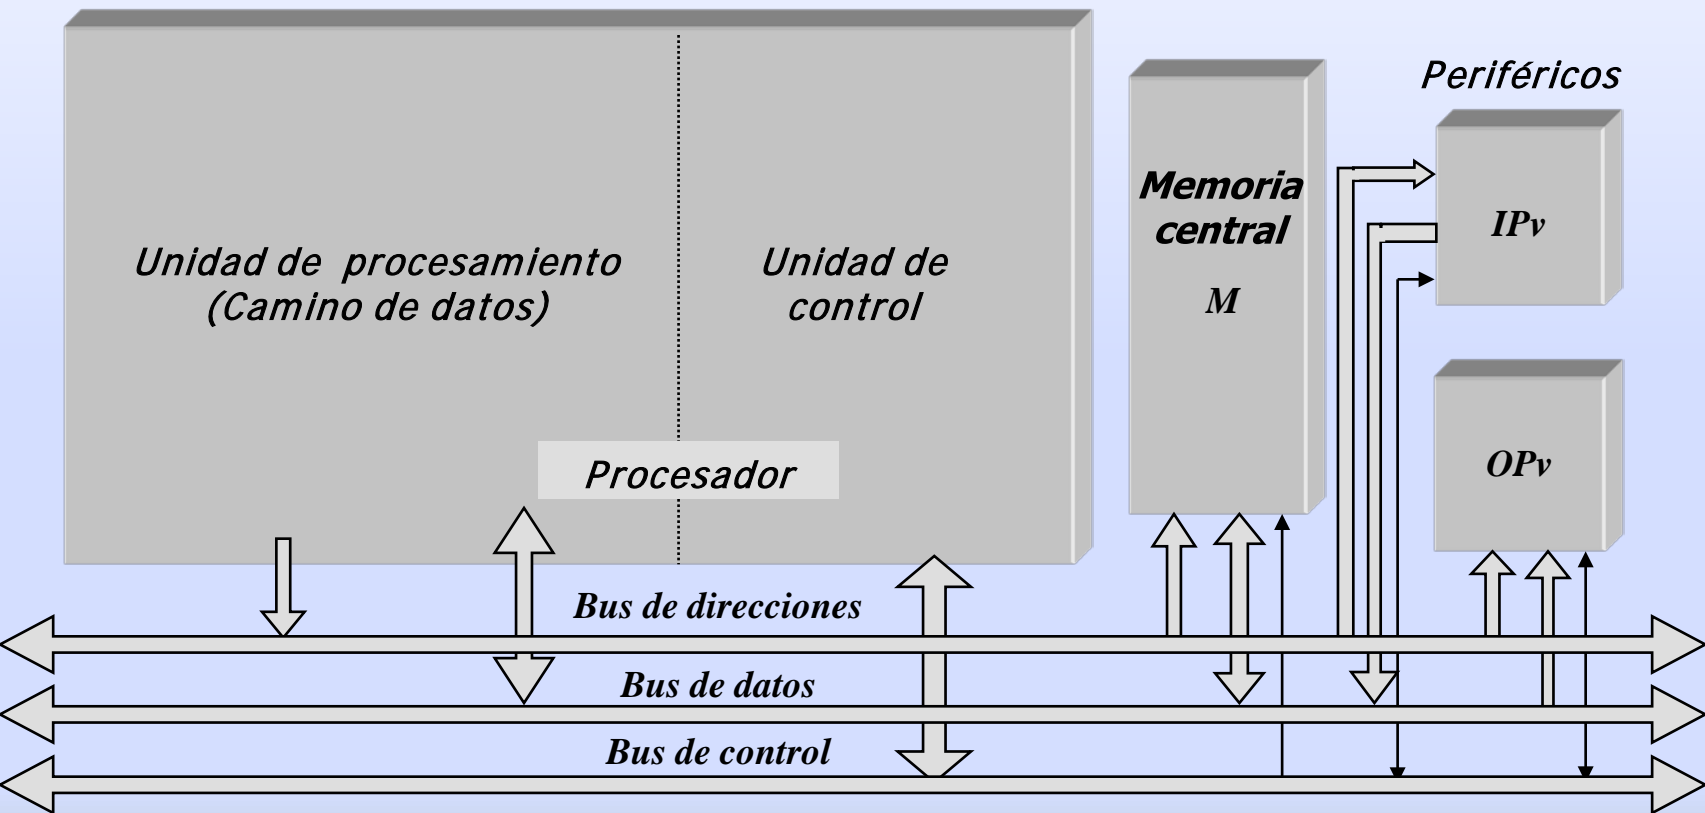 Unidad de procesamiento
(Camino de datos)
Unidad de
control
Procesador
Memoria
central
M
Periféricos
IPv
OPv
Bus de direcciones
Bus de datos
Bus de control